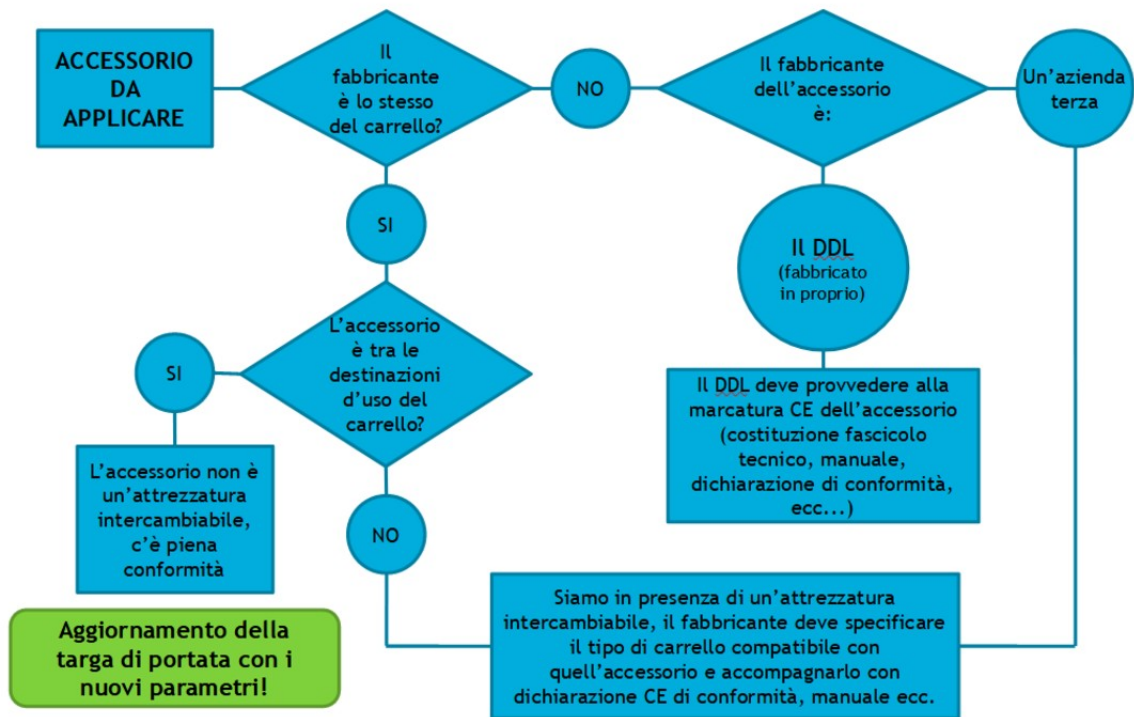 ACCESSORIO
DA
APPLICARE
Il
fabbricante
è lo stesso
del carrello?
NO
Il fabbricante
dell'accessorio
è:
Un'azienda
terza
SI
Il DDL
(fabbricato
in proprio)
L'accessorio
è tra le
destinazioni
d'uso del
carrello?
SI
Il DDL deve provvedere alla
marcatura CE dell'accessorio
(costituzione fascicolo
tecnico, manuale,
dichiarazione di conformità,
ecc...)
L'accessorio non è
un'attrezzatura
intercambiabile,
c'è piena
conformità
NO
Siamo in presenza di un'attrezzatura
intercambiabile, il fabbricante deve specificare
il tipo di carrello compatibile con
quell'accessorio e accompagnarlo con
dichiarazione CE di conformità, manuale ecc.
Aggiornamento della
targa di portata con i
nuovi parametri!